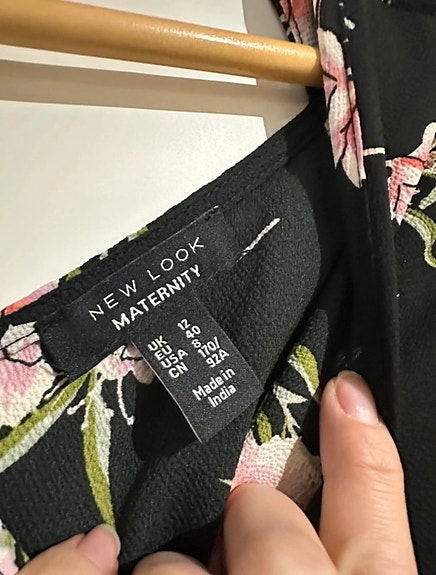 NEW LOOK
MATERNITY
UK 12
EU 40
USA 8
CN 170/
92A
Made in
India